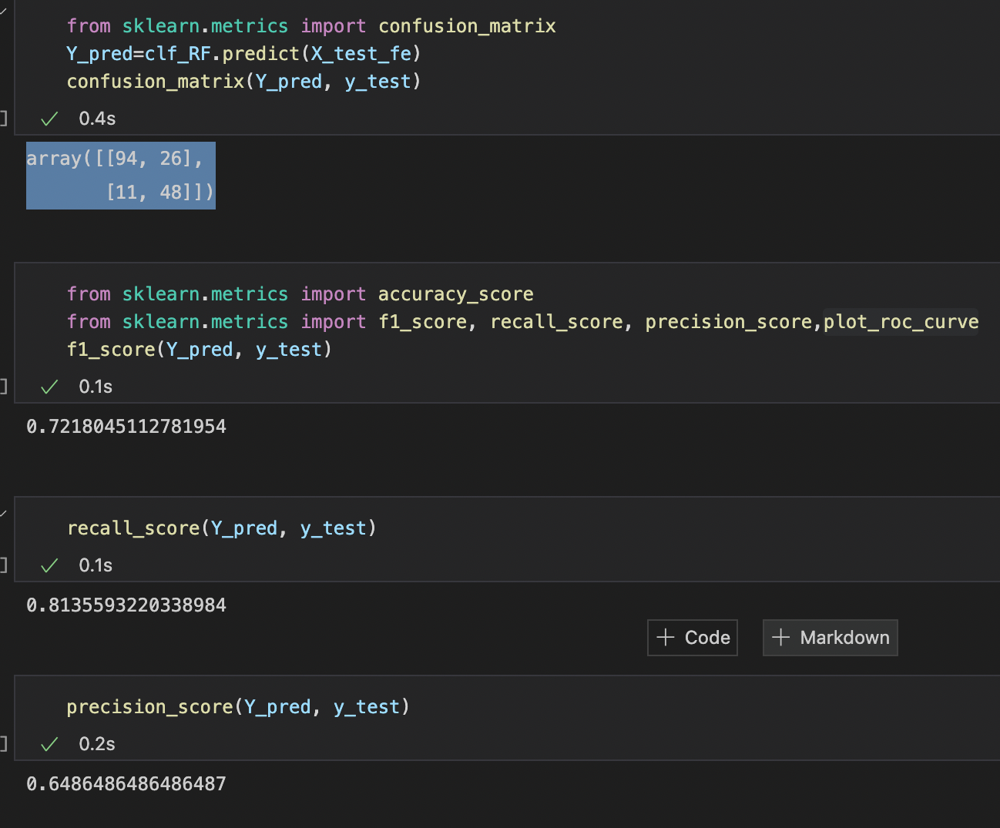 from sklearn.metrics import confusion_matrix
Y_pred=clf_RF.predict(X_test_fe)
confusion_matrix(Y_pred, y_test)
] ✓ 0.4s
array([[94, 26],
       [11, 48]])
from sklearn.metrics import accuracy_score
from sklearn.metrics import f1_score, recall_score, precision_score,plot_roc_curve
f1_score(Y_pred, y_test)
] ✓ 0.1s
0.7218045112781954
recall_score(Y_pred, y_test)
] ✓ 0.1s
0.8135593220338984
+ Code + Markdown
precision_score(Y_pred, y_test)
] ✓ 0.2s
0.6486486486486487